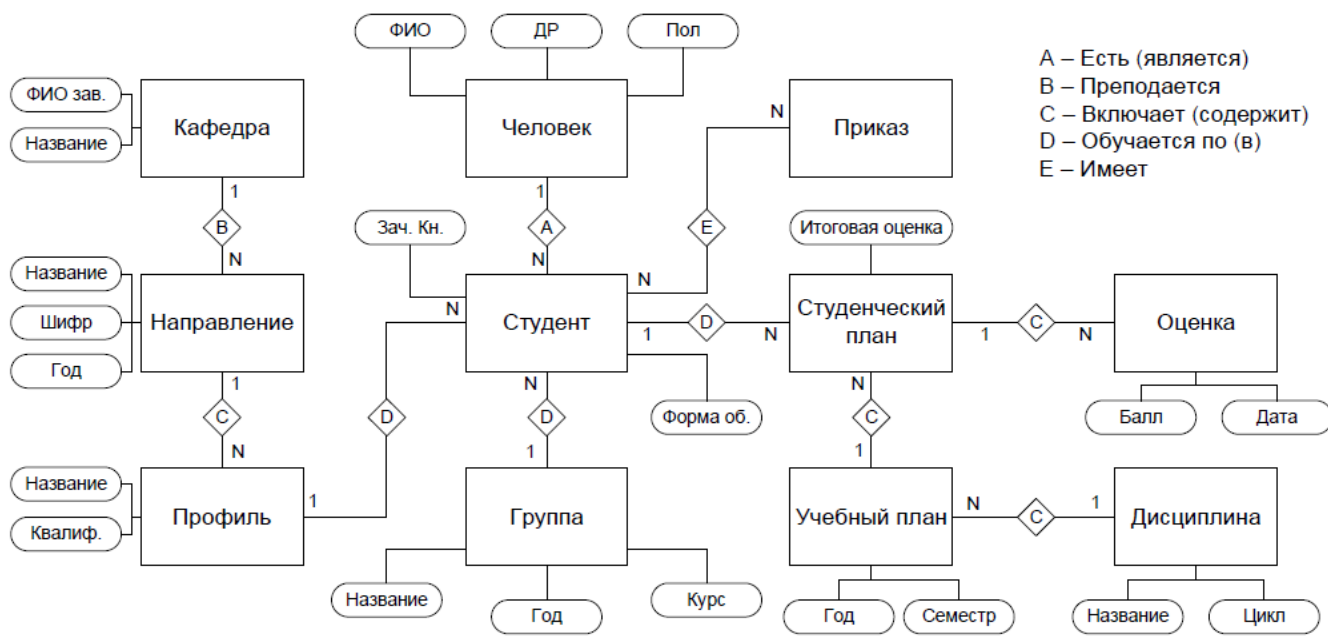 ФИО
ДР
Пол
A – Есть (является)
B – Преподается
C – Включает (содержит)
D – Обучается по (в)
E – Имеет
ФИО зав.
Название
Кафедра
Человек
N
Приказ
1
1
B
A
E
Зач. Кн.
Итоговая оценка
N
N
N
Название
Шифр
Год
Направление
N
Студент
1
D
N
Студенческий
план
1
C
N
Оценка
1
N
N
C
D
D
C
Форма об.
Балл
Дата
N
1
1
Название
Квалиф.
Профиль
1
Группа
Учебный план
N
C
1
Дисциплина
Название
Год
Курс
Год
Семестр
Название
Цикл